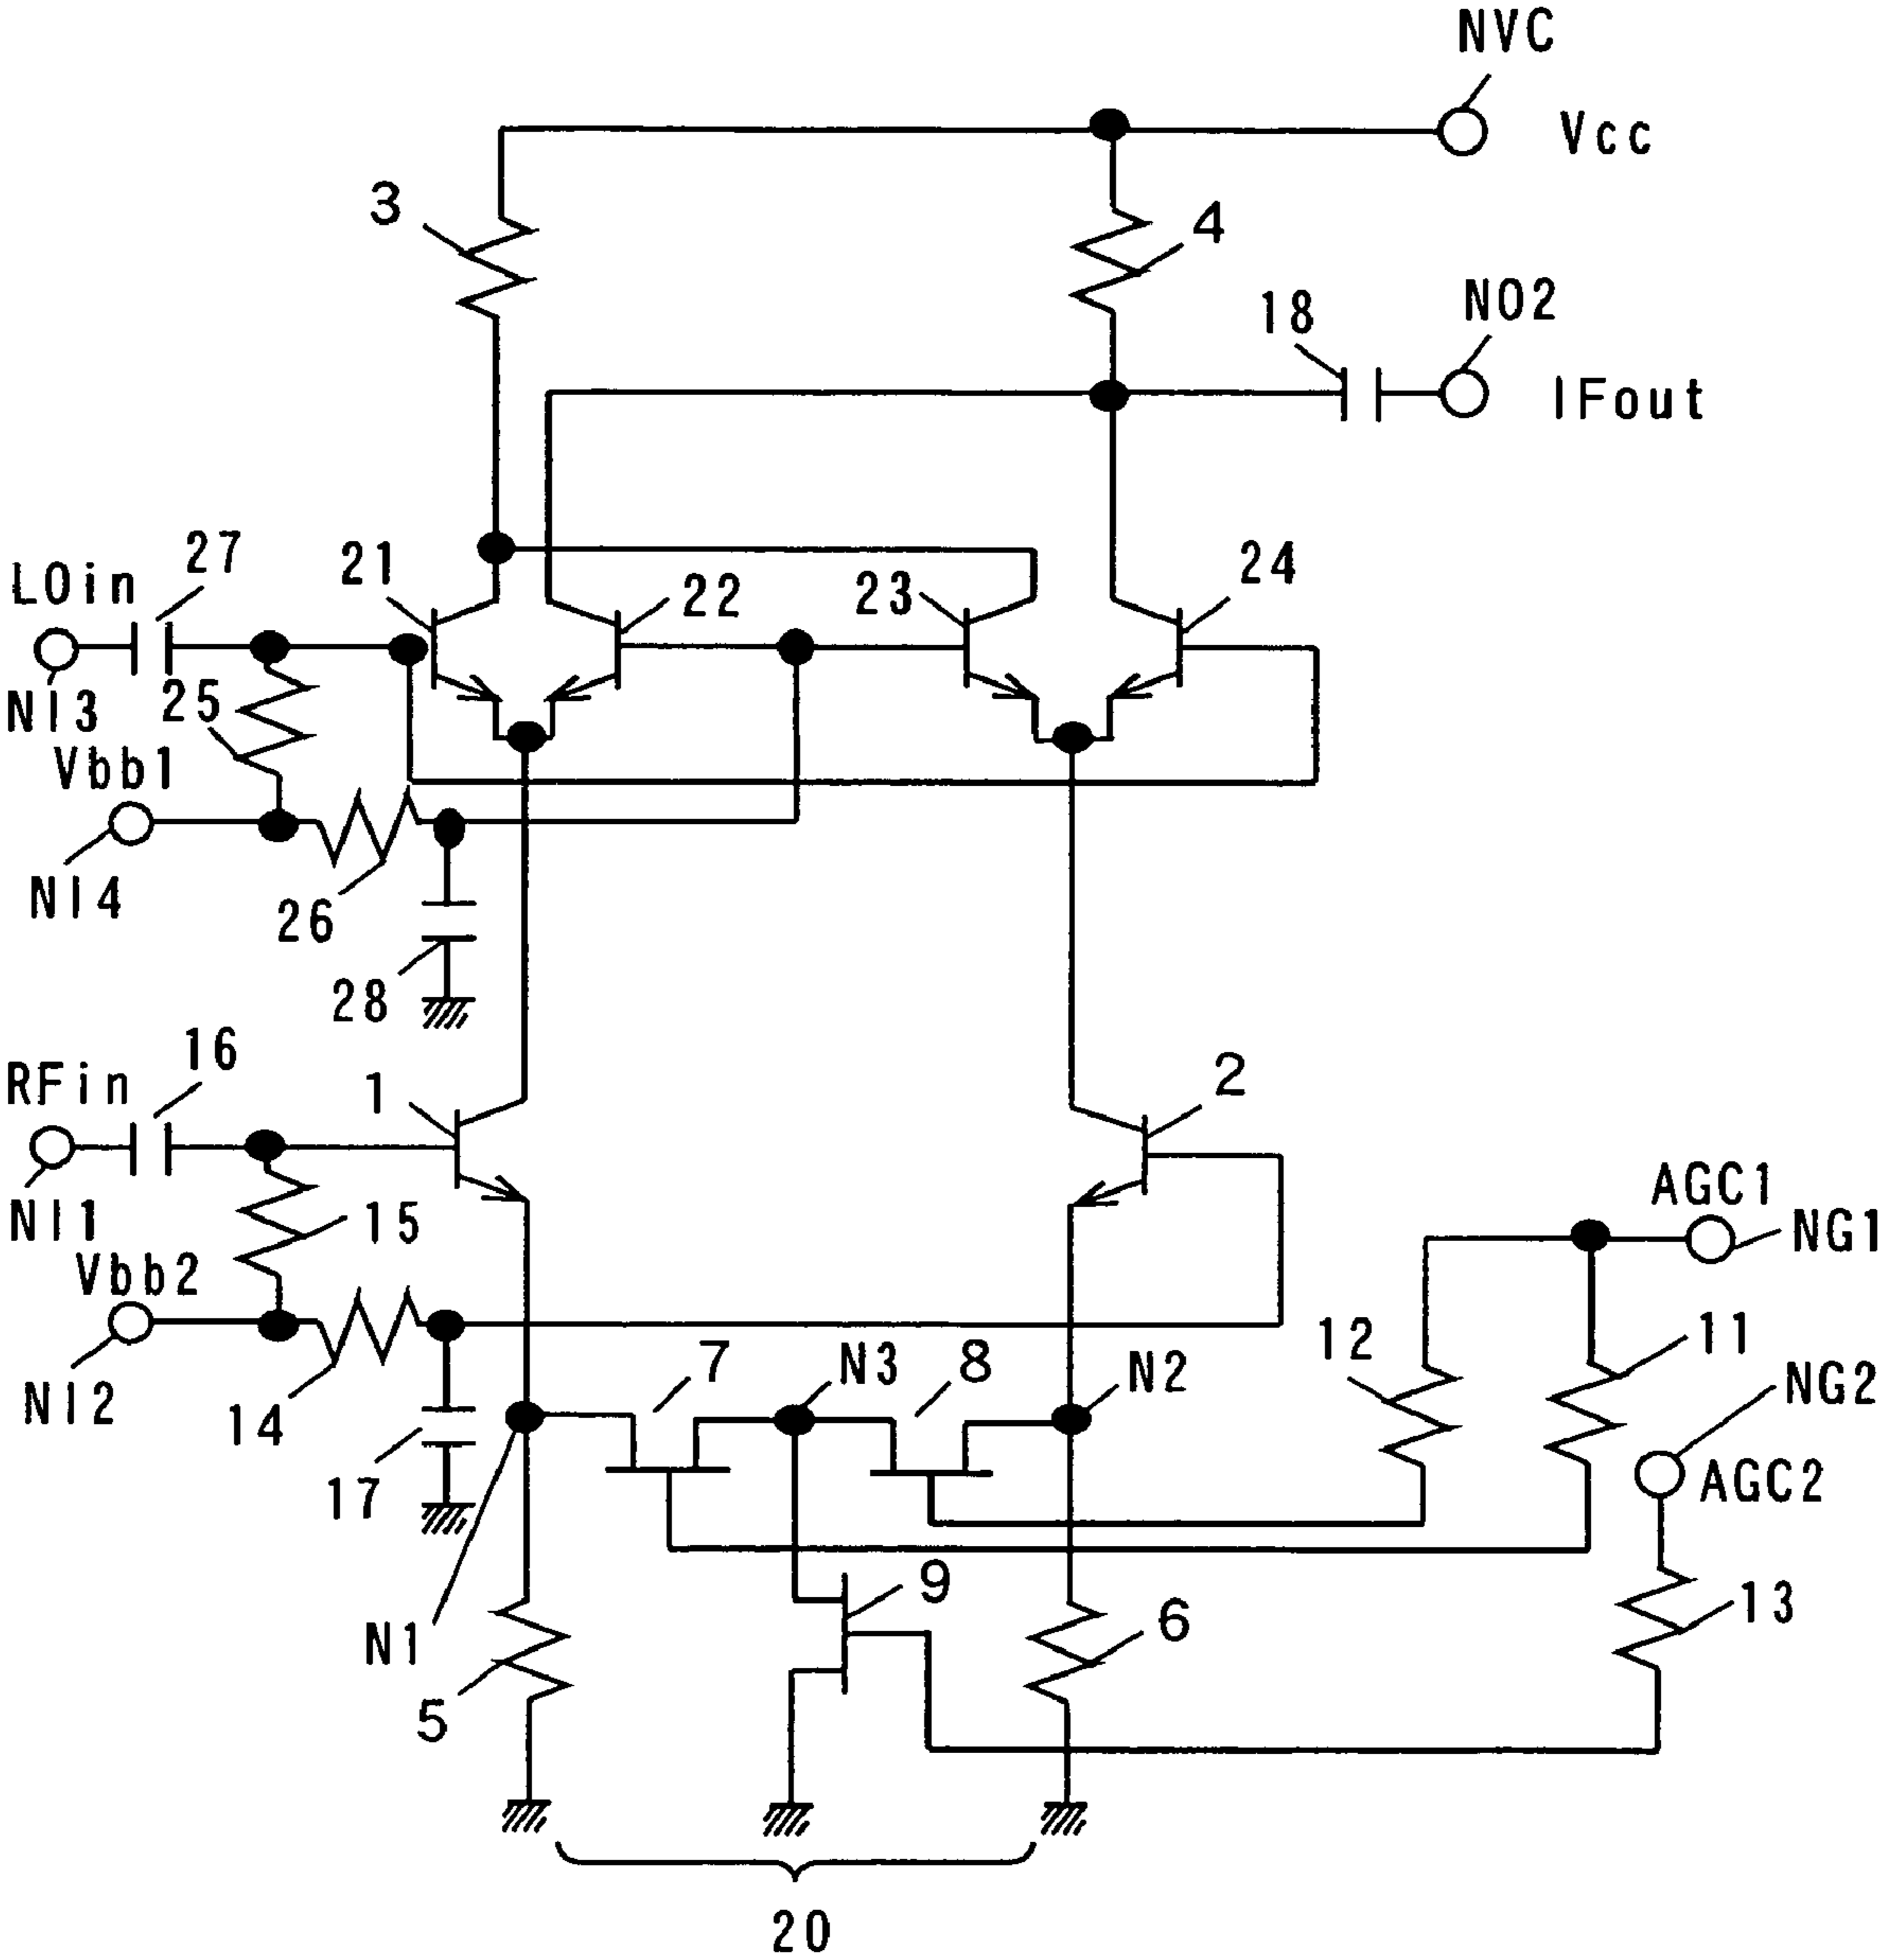 NVC
Vcc
3
4
18
NO2
IFout
27
21
22
23
24
LOin
NI3
25
Vbb1
NI4
26
28
16
RFin
1
2
NI1
15
AGC1
NG1
Vbb2
NI2
14
17
7
N3
8
N2
12
11
NG2
AGC2
9
13
N1
5
6
20